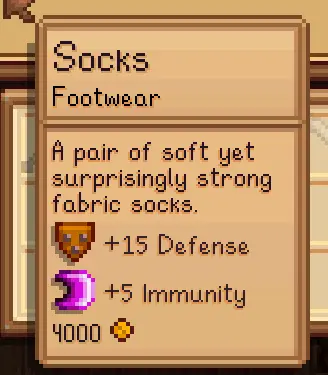 Socks
Footwear
A pair of soft yet
surprisingly strong
fabric socks.
+15 Defense
+5 Immunity
4000